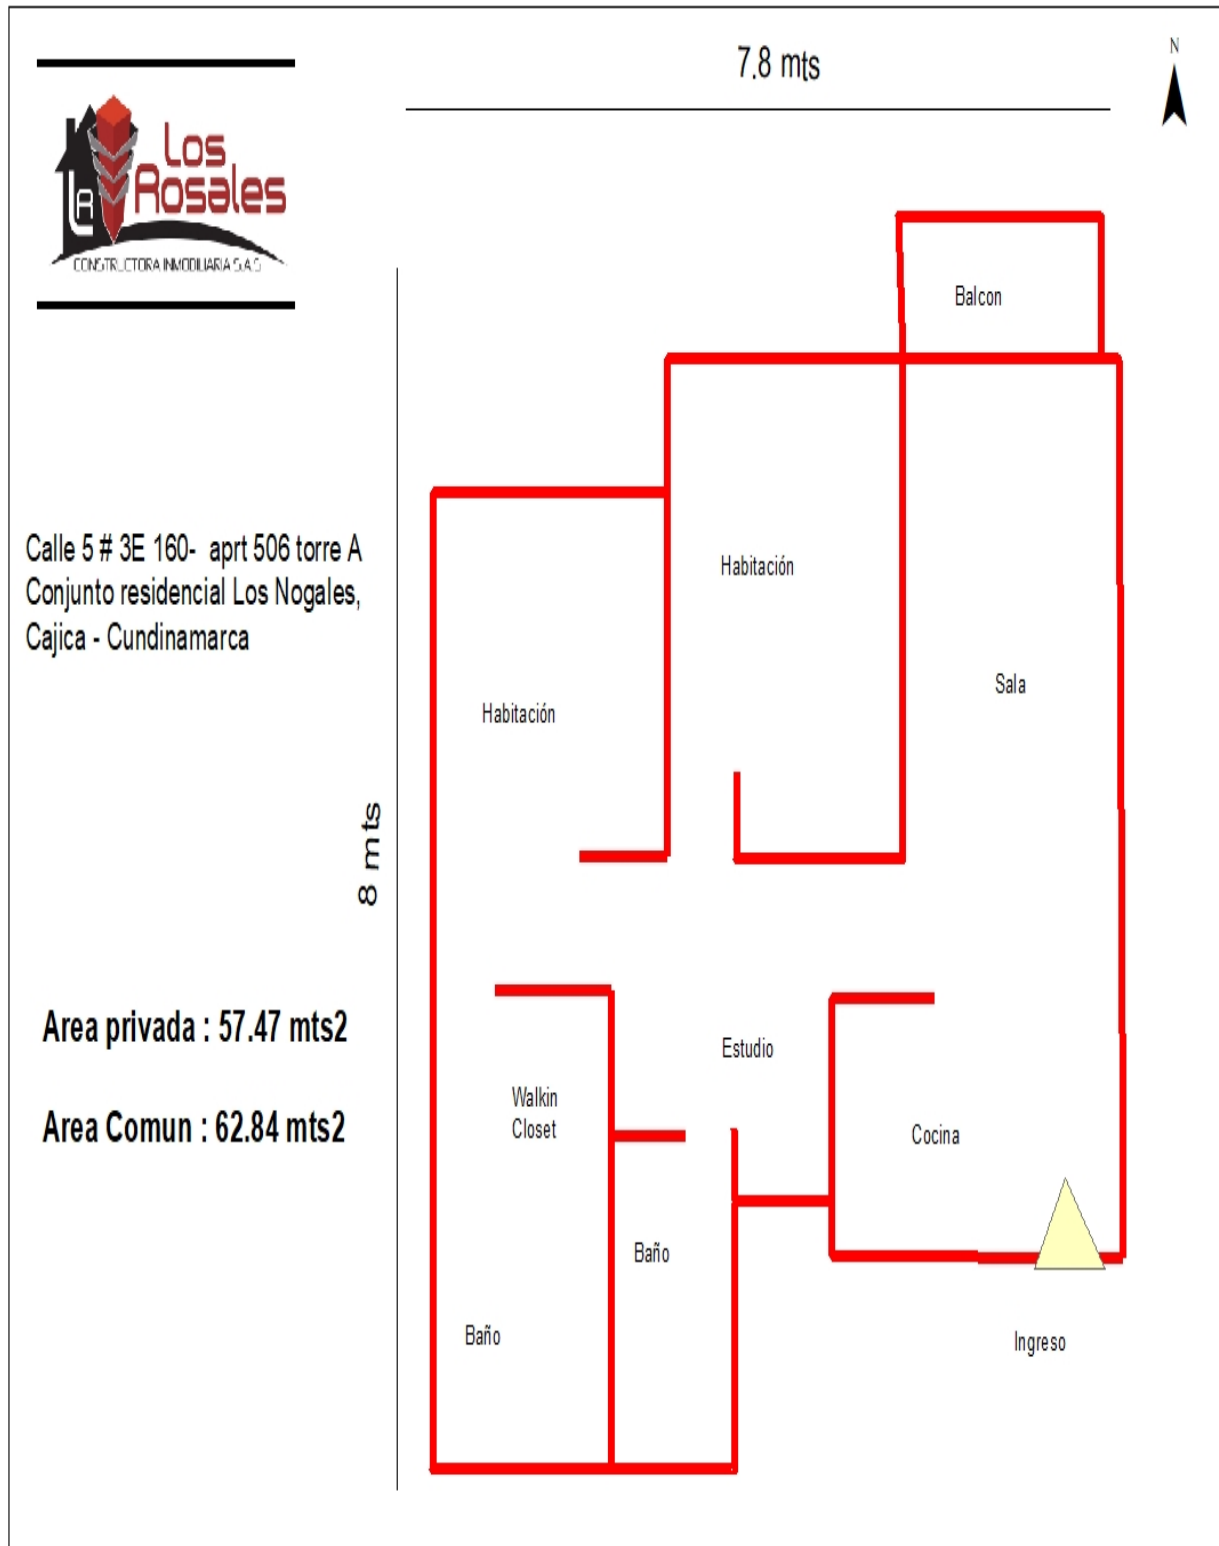 7.8 mts
N
Los
Rosales
LR
CONSTRUCTORA INMOBILIARIA S.A.S
Balcon
Calle 5 # 3E 160- aprt 506 torre A
Conjunto residencial Los Nogales,
Cajica - Cundinamarca
Habitación
Sala
Habitación
8 mts
Area privada : 57.47 mts2
Estudio
Walkin
Closet
Area Comun : 62.84 mts2
Cocina
Baño
Baño
Ingreso